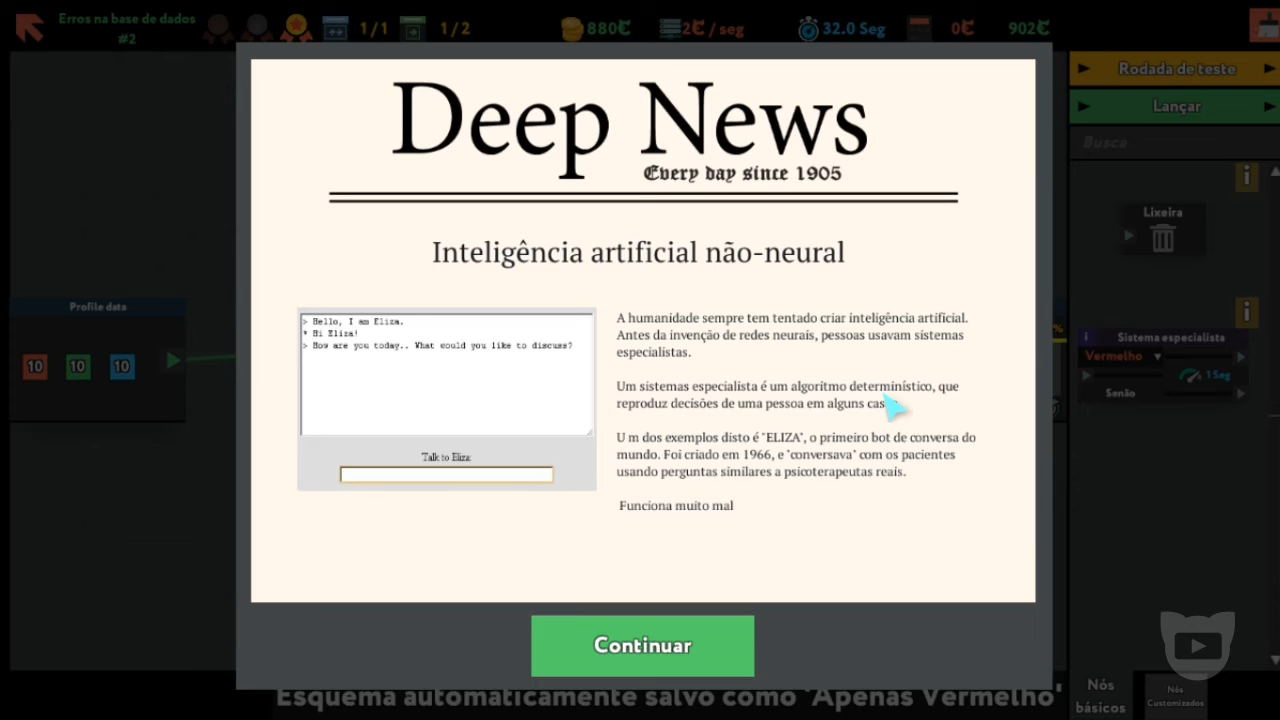 Erros na base de dados
#2
1/1
1/2
880€
2€ / seg
32.0 Seg
0€
902€
Rodada de teste
Lançar
Busca
Lixeira
Sistema especialista
Vermelho
1 Seg
Senão
Profile data
10 10 10
Deep News
Every day since 1905
Inteligência artificial não-neural
> Hello, I am Eliza.
* Hi Eliza!
> How are you today.. What would you like to discuss?
Talk to Eliza:
A humanidade sempre tem tentado criar inteligência artificial.
Antes da invenção de redes neurais, pessoas usavam sistemas
especialistas.
Um sistemas especialista é um algoritmo determinístico, que
reproduz decisões de uma pessoa em alguns
U m dos exemplos disto é "ELIZA", o primeiro bot de conversa do
mundo. Foi criado em 1966, e "conversava" com os pacientes
usando perguntas similares a psicoterapeutas reais.
Funciona muito mal
Continuar
Esquema automaticamente salvo como 'Apenas Vermelho'
Nós
básicos
Nós
Customizados